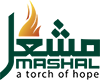 مشعل
MASHAL
a torch of hope